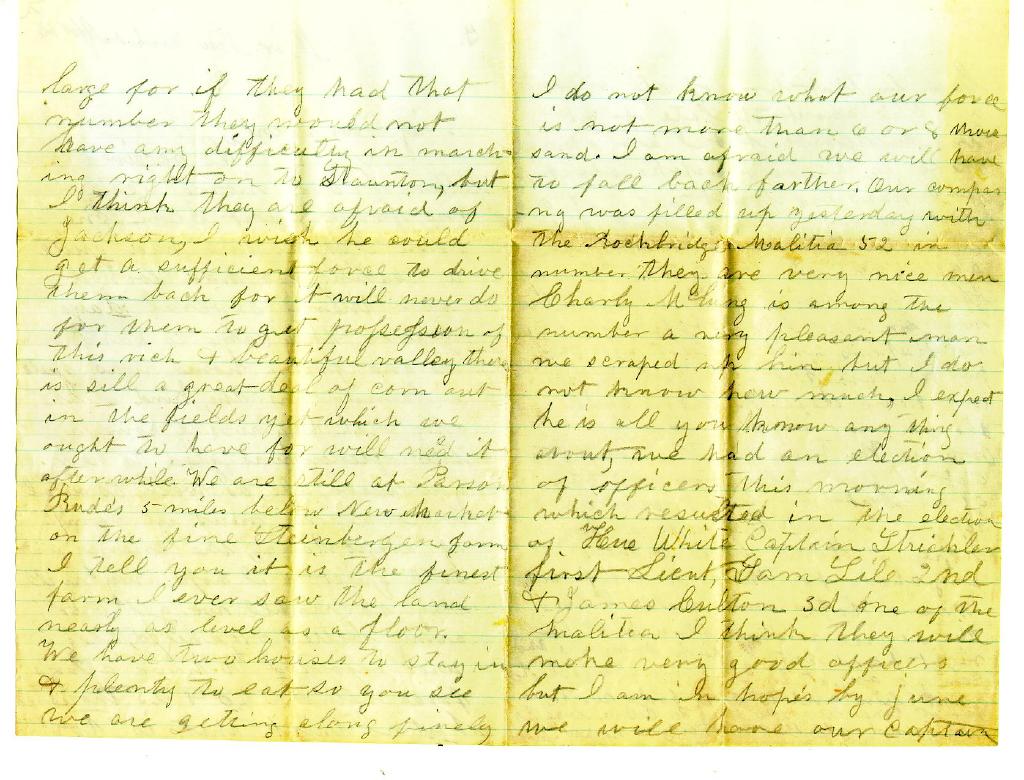 large for if they had that
number they would not
have any difficulty in march-
ing right on to Staunton, but
I think they are afraid of
Jackson, I wish he could
get a sufficient force to drive
them back for it will never do
for them to get possession of
this rich & beautiful valley there
is sill a great deal of corn out
in the fields yet which we
ought to have for will need it
after while We are still at Parson
Rude's 5 miles below New Market
on the fine Steinbergen farm
I tell you it is the finest
farm I ever saw the land
nearly as level as a floor.
We have two houses to stay in
& plenty to eat so you see
we are getting along finely
I do not know what our force
is not more than 6 or 8 thou
sand. I am afraid we will have
to fall back farther. Our compa
ny was filled up yesterday with
the Rockbridge Malitia 52 in
number they are very nice men
Charly McClung is among the
number a very pleasant man
we scraped up kin but I do
not know how much, I expect
he is all you know any thing
about, we had an election
of officers this morning
which resulted in the election
of White Captain Strickler
first Lieut, Sam Lile 2nd
& James Culton 3d one of the
malitia I think they will
make very good officers
but I am in hopes by june
we will have our Captain